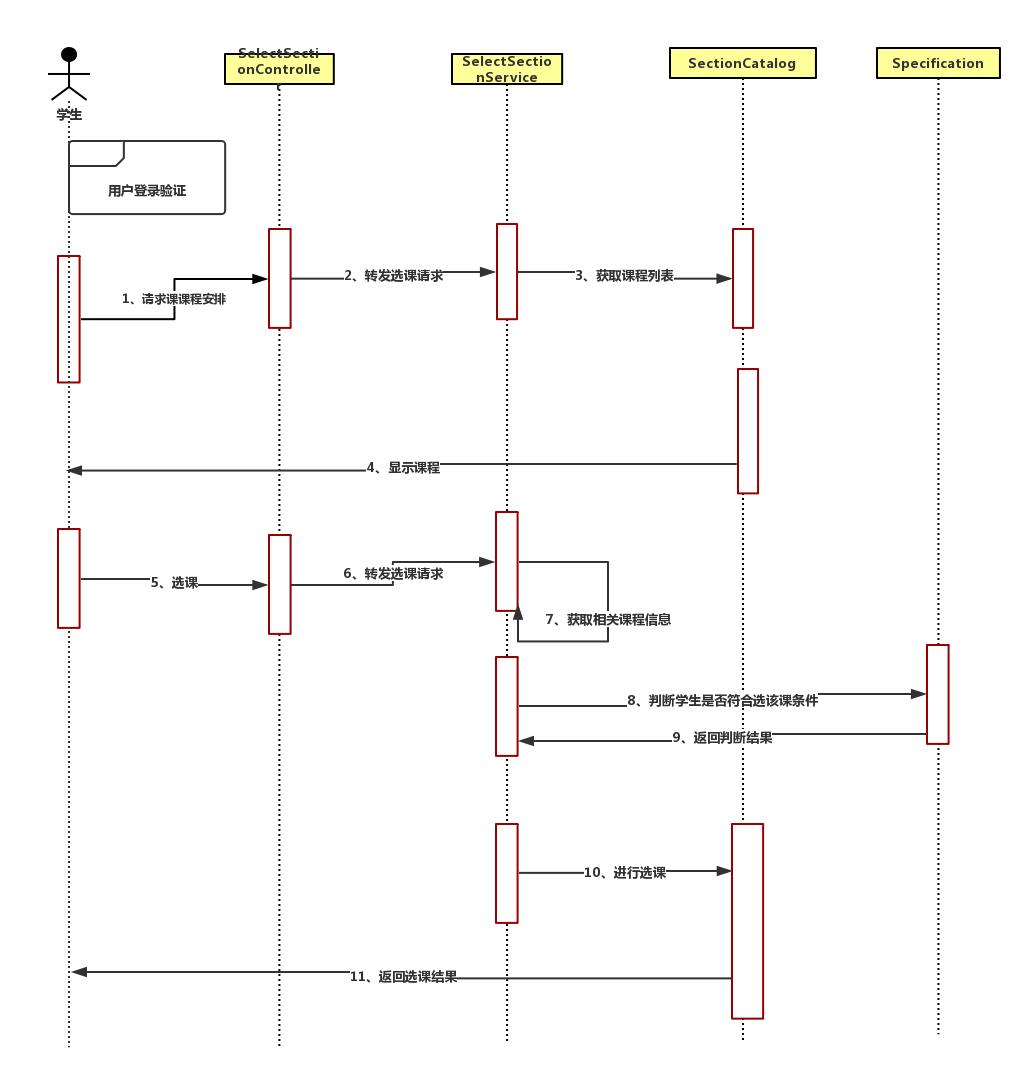 SelectSecti
onControlle
SelectSectio
nService
SectionCatalog
Specification
学生
用户登录验证
1、请求课课程安排
2、转发选课请求
3、获取课程列表
4、显示课程
5、选课
6、转发选课请求
7、获取相关课程信息
8、判断学生是否符合选该课条件
9、返回判断结果
10、进行选课
11、返回选课结果